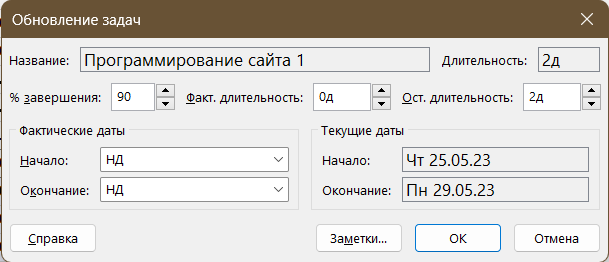 Обновление задач
Название: Программирование сайта 1 Длительность: 2д
% завершения: 90 Факт. длительность: 0д Ост. длительность: 2д
Фактические даты Текущие даты
Начало: НД Начало: Чт 25.05.23
Окончание: НД Окончание: Пн 29.05.23
Справка Заметки... ОК Отмена